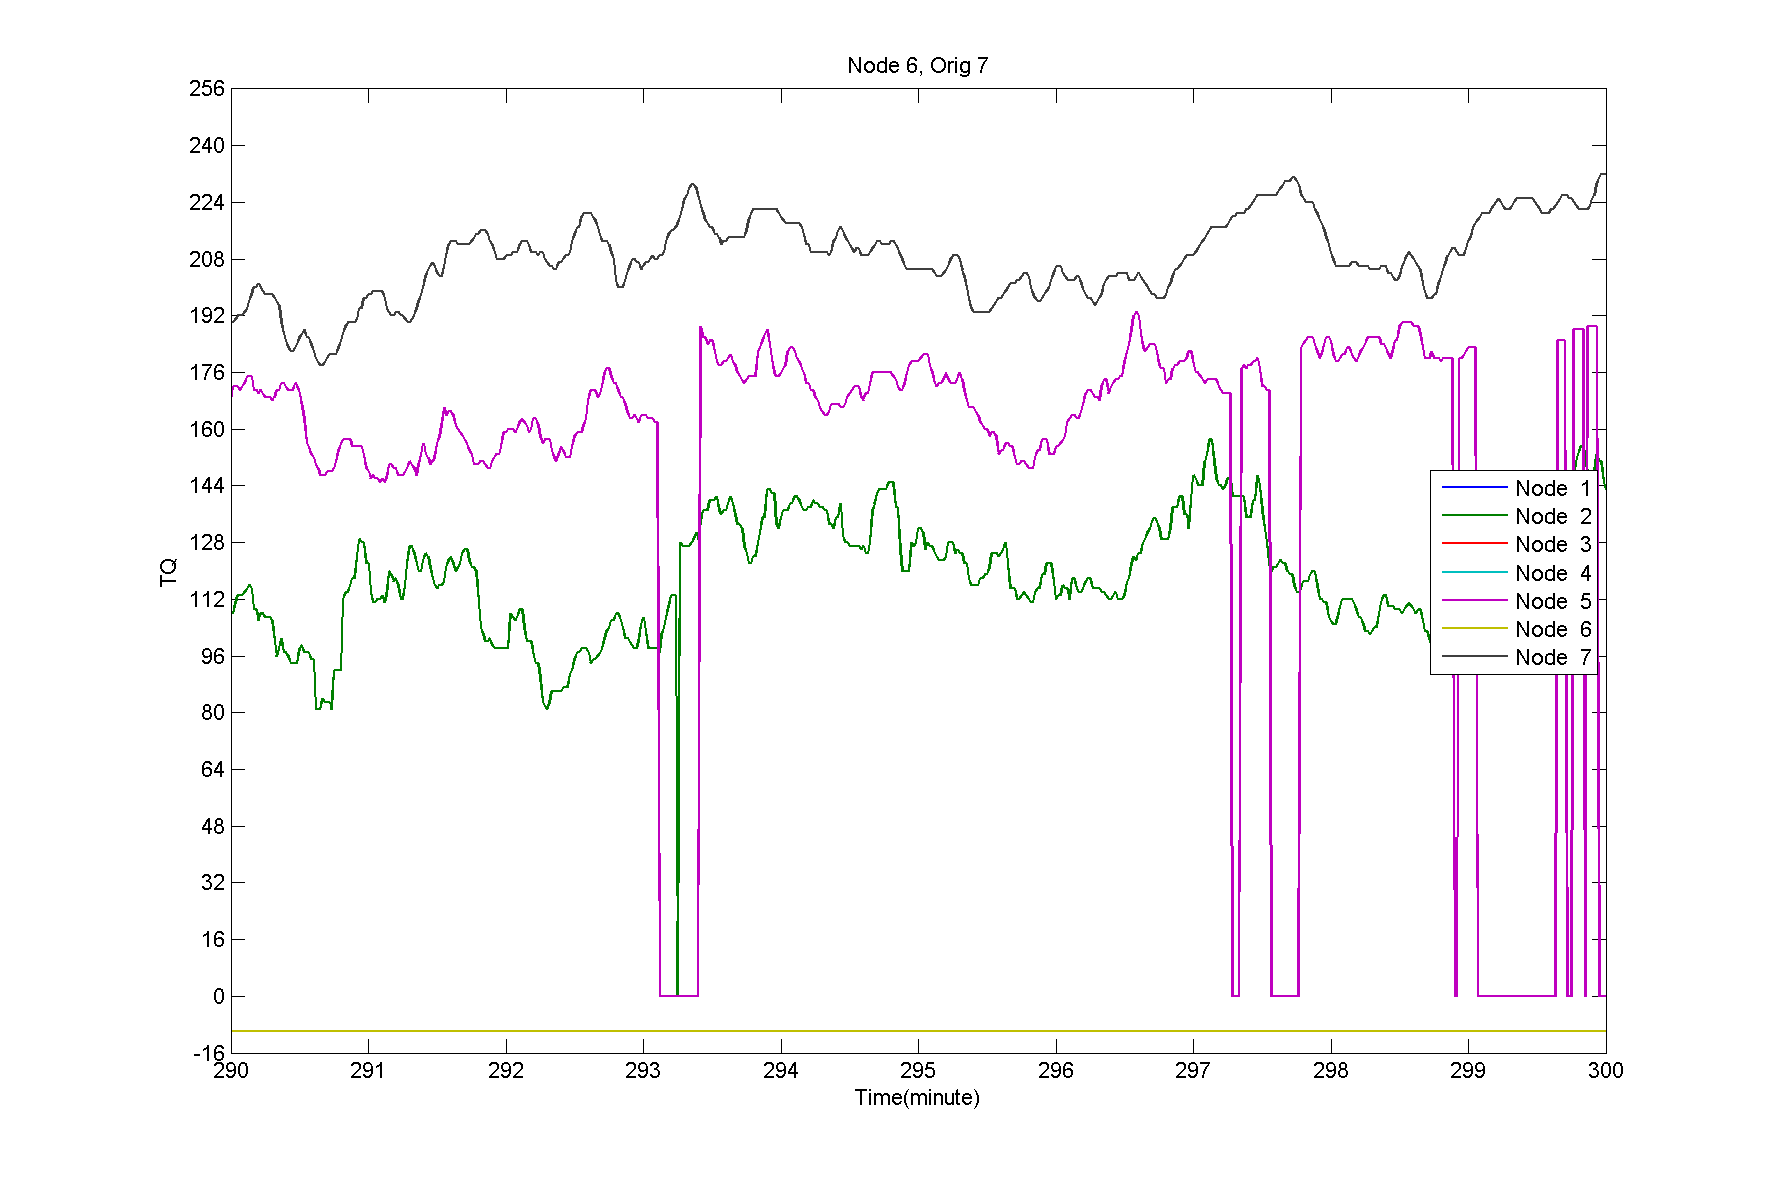 Node 6, Orig 7
256
240
224
208
192
176
160
144
128
112
96
80
64
48
32
16
0
-16
TQ
Node 1
Node 2
Node 3
Node 4
Node 5
Node 6
Node 7
290 291 292 293 294 295 296 297 298 299 300
Time(minute)